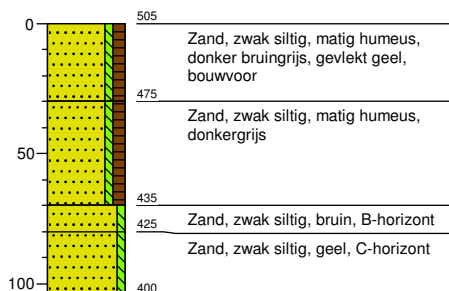 0
505
Zand, zwak siltig, matig humeus,
donker bruingrijs, gevlekt geel,
bouwvoor
475
Zand, zwak siltig, matig humeus,
donkergrijs
50
435
Zand, zwak siltig, bruin, B-horizont
425
Zand, zwak siltig, geel, C-horizont
100
400